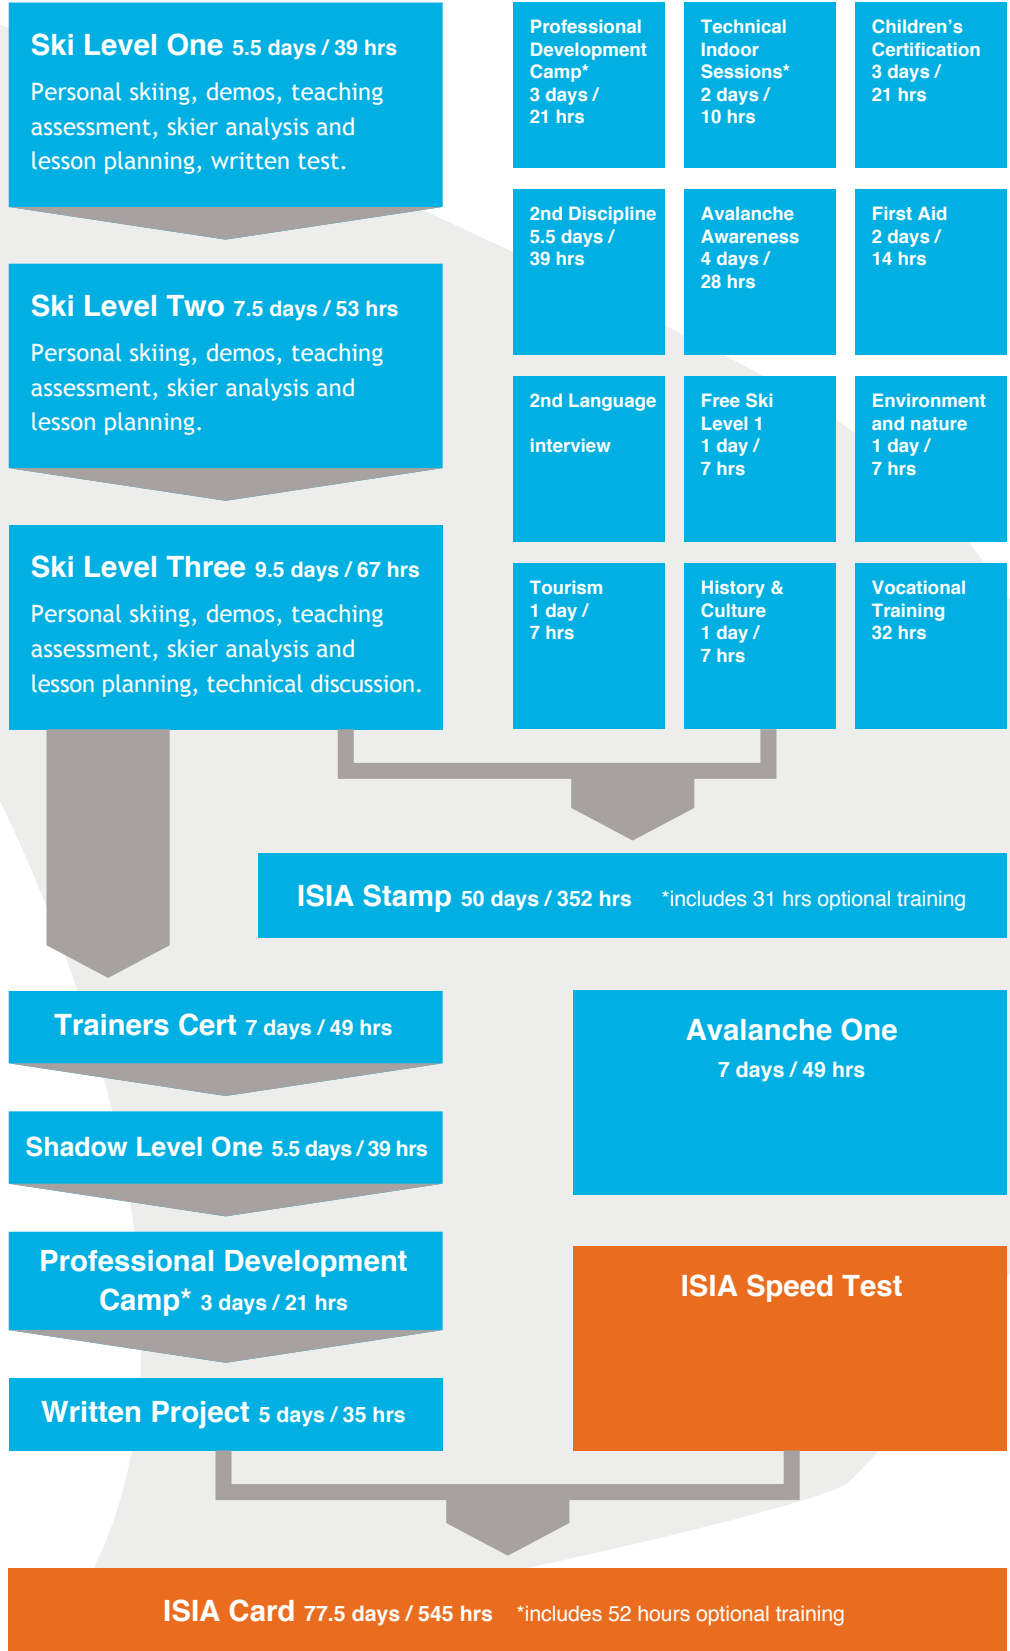 Ski Level One 5.5 days / 39 hrs
Personal skiing, demos, teaching
assessment, skier analysis and
lesson planning, written test.
Ski Level Two 7.5 days / 53 hrs
Personal skiing, demos, teaching
assessment, skier analysis and
lesson planning.
Ski Level Three 9.5 days / 67 hrs
Personal skiing, demos, teaching
assessment, skier analysis and
lesson planning, technical discussion.
Professional
Development
Camp*
3 days /
21 hrs
Technical
Indoor
Sessions*
2 days /
10 hrs
Children's
Certification
3 days /
21 hrs
2nd Discipline
5.5 days /
39 hrs
Avalanche
Awareness
4 days /
28 hrs
First Aid
2 days /
14 hrs
2nd Language
interview
Free Ski
Level 1
1 day /
7 hrs
Environment
and nature
1 day /
7 hrs
Tourism
1 day /
7 hrs
History &
Culture
1 day /
7 hrs
Vocational
Training
32 hrs
ISIA Stamp 50 days / 352 hrs *includes 31 hrs optional training
Trainers Cert 7 days / 49 hrs
Shadow Level One 5.5 days / 39 hrs
Professional Development
Camp* 3 days / 21 hrs
Written Project 5 days / 35 hrs
Avalanche One
7 days / 49 hrs
ISIA Speed Test
ISIA Card 77.5 days / 545 hrs *includes 52 hours optional training